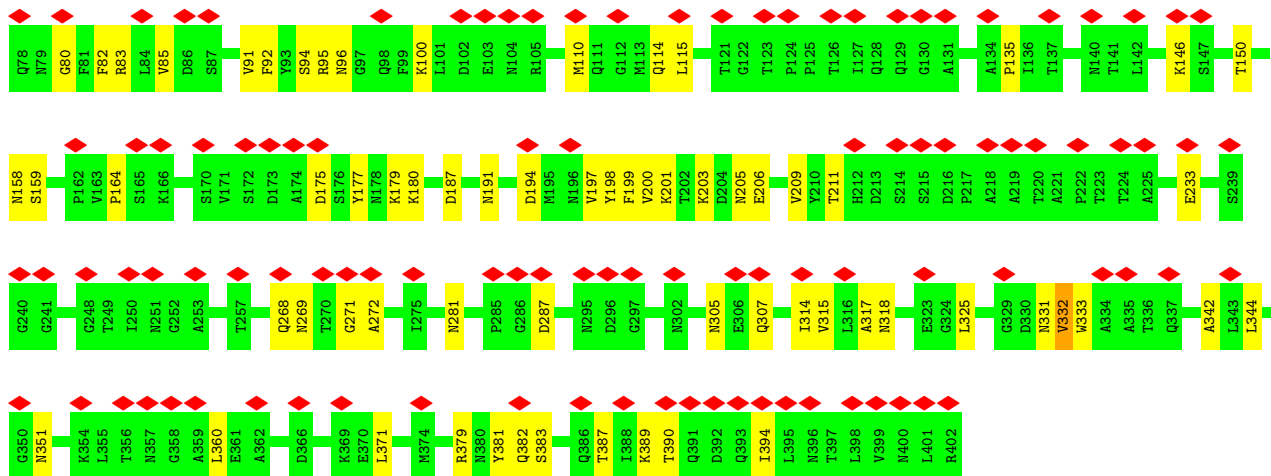 Q78 N79 G80 F81 F82 R83 L84 V85 D86 S87 V91 F92 Y93 S94 R95 N96 G97 Q98 F99 K100 L101 D102 E103 N104 R105 M110 Q111 G112 M113 Q114 L115 T121 G122 T123 P124 P125 T126 I127 Q128 Q129 G130 A131 A134 P135 I136 T137 N140 T141 L142 K146 S147 T150
N158 S159 P162 V163 P164 S165 K166 S170 V171 S172 D173 A174 D175 S176 Y177 N178 K179 K180 D187 N191 D194 M195 N196 V197 Y198 F199 V200 K201 T202 K203 D204 N205 E206 V209 Y210 T211 H212 D213 S214 S215 D216 P217 A218 A219 T220 A221 P222 T223 T224 A225 E233 S239
G240 G241 G248 T249 I250 N251 G252 A253 T257 Q268 N269 T270 G271 A272 I275 N281 P285 G286 D287 N295 D296 G297 N302 N305 E306 Q307 I314 V315 L316 A317 N318 E323 G324 L325 G329 D330 N331 V332 W333 A334 A335 T336 Q337 A342 L343 L344
G350 N351 K354 L355 T356 N357 G358 A359 L360 E361 A362 D366 K369 E370 L371 M374 R379 N380 Y381 Q382 S383 Q386 T387 I388 K389 T390 Q391 D392 Q393 I394 L395 N396 T397 L398 V399 N400 L401 R402